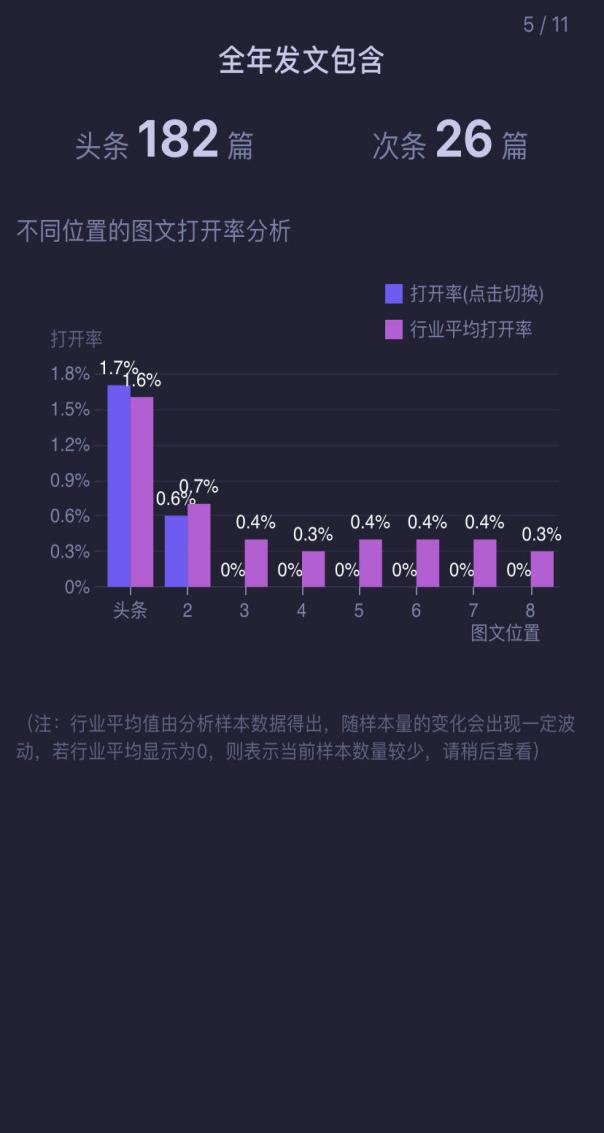 5 / 11
全年发文包含
头条 182 篇 次条 26 篇
不同位置的图文打开率分析
打开率(点击切换)
行业平均打开率
打开率
1.8%
1.5%
1.2%
0.9%
0.6%
0.3%
0%
1.7% 1.6% 0.6% 0.7% 0% 0.4% 0% 0.3% 0% 0.4% 0% 0.4% 0% 0.4% 0% 0.3%
头条 2 3 4 5 6 7 8
图文位置
（注：行业平均值由分析样本数据得出，随样本量的变化会出现一定波
动，若行业平均显示为0，则表示当前样本数量较少，请稍后查看）